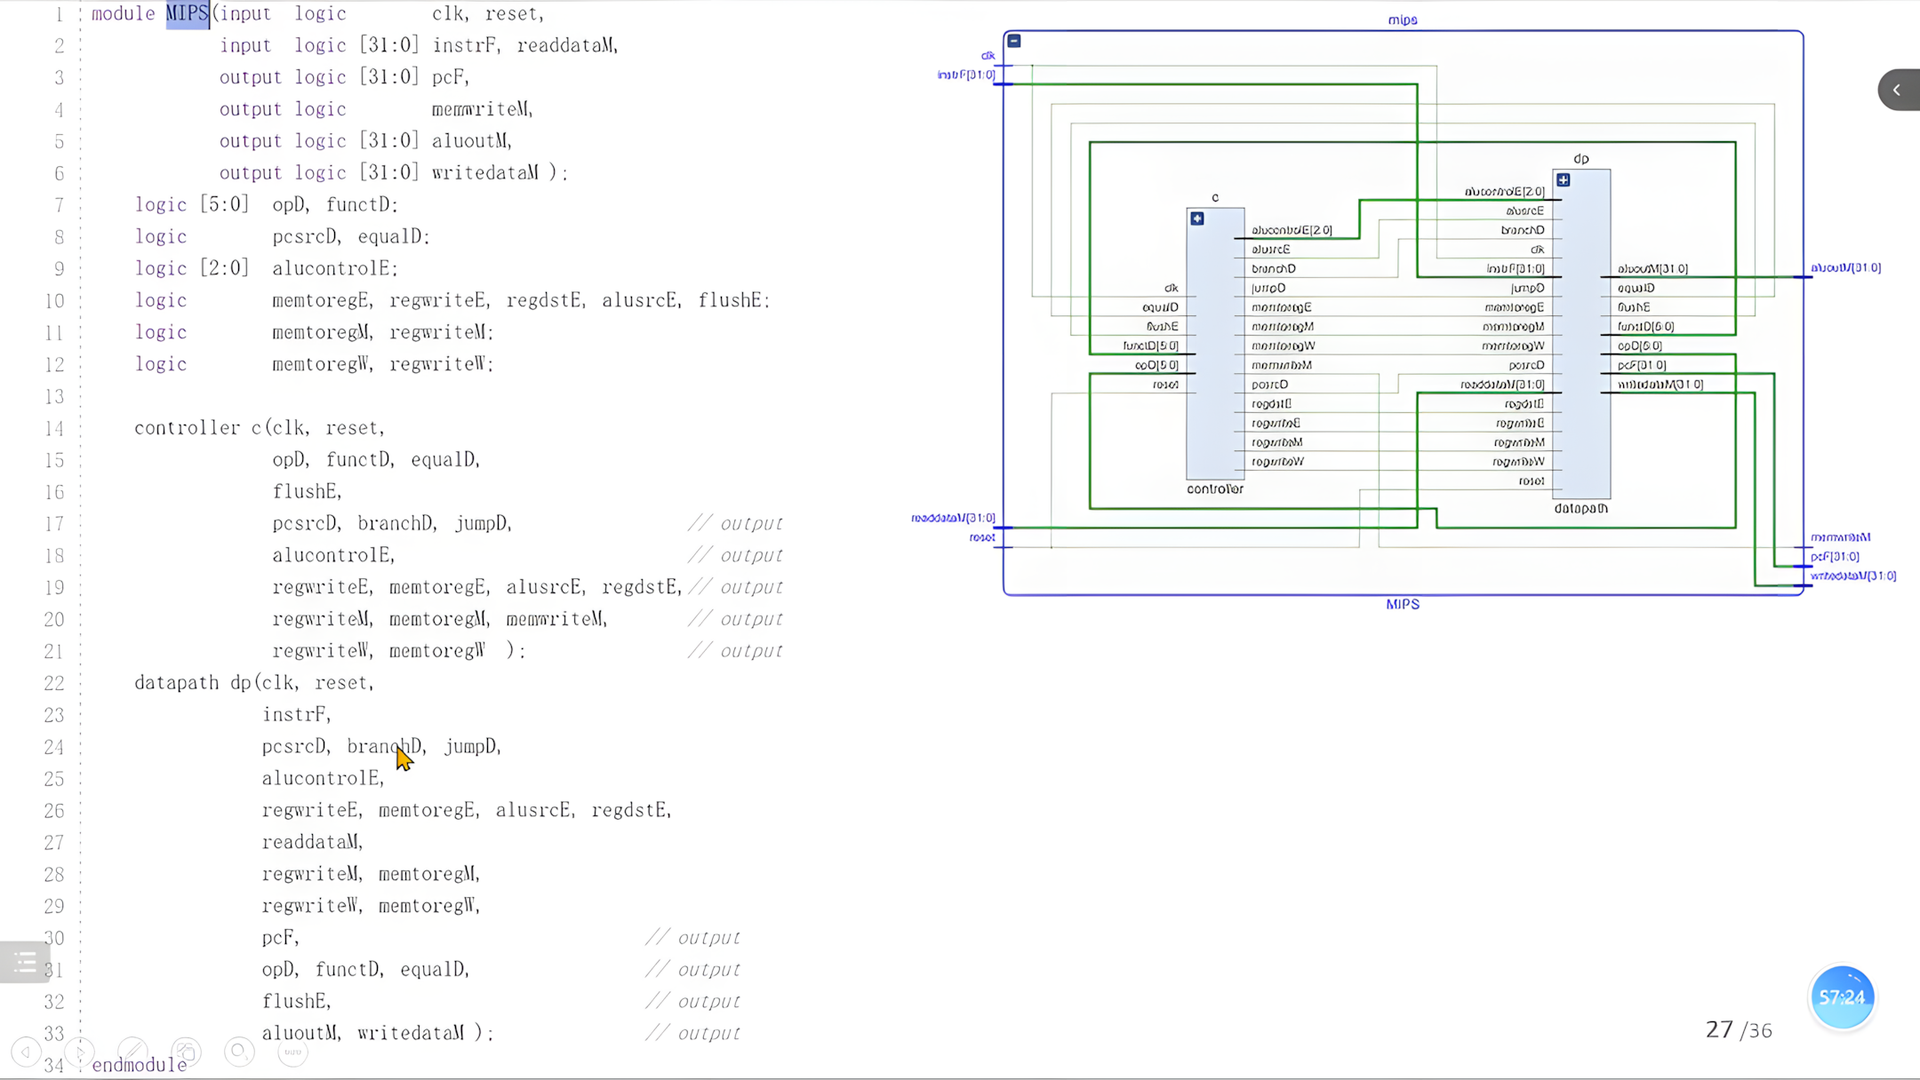 1 module MIPS(input logic clk, reset,
2 input logic [31:0] instrF, readdataM,
3 output logic [31:0] pcF,
4 output logic memwriteM,
5 output logic [31:0] aluoutM,
6 output logic [31:0] writedataM );
7 logic [5:0] opD, functD;
8 logic pcsrcD, equalD;
9 logic [2:0] alucontrolE;
10 logic memtoregE, regwriteE, regdstE, alusrcE, flushE;
11 logic memtoregM, regwriteM;
12 logic memtoregW, regwriteW;
13
14 controller c(clk, reset,
15 opD, functD, equalD,
16 flushE,
17 pcsrcD, branchD, jumpD, // output
18 alucontrolE, // output
19 regwriteE, memtoregE, alusrcE, regdstE, // output
20 regwriteM, memtoregM, memwriteM, // output
21 regwriteW, memtoregW ); // output
22 datapath dp(clk, reset,
23 instrF,
24 pcsrcD, branchD, jumpD,
25 alucontrolE,
26 regwriteE, memtoregE, alusrcE, regdstE,
27 readdataM,
28 regwriteM, memtoregM,
29 regwriteW, memtoregW,
30 pcF, // output
31 opD, functD, equalD, // output
32 flushE, // output
33 aluoutM, writedataM ); // output
34 endmodule
mips
clk
instrF[31:0]
readdataM[31:0]
reset
c
clk
equalD
flushE
functD[5:0]
opD[5:0]
reset
alucontrolE[2:0]
alusrcE
branchD
jumpD
memtoregE
memtoregM
memtoregW
memwriteM
pcsrcD
regdstE
regwriteE
regwriteM
regwriteW
controller
dp
alucontrolE[2:0]
alusrcE
branchD
clk
instrF[31:0]
jumpD
memtoregE
memtoregM
memtoregW
pcsrcD
readdataM[31:0]
regdstE
regwriteE
regwriteM
regwriteW
reset
aluoutM[31:0]
equalD
flushE
functD[5:0]
opD[5:0]
pcF[31:0]
writedataM[31:0]
datapath
aluoutM[31:0]
memwriteM
pcF[31:0]
writedataM[31:0]
MIPS
57:24
27 /36